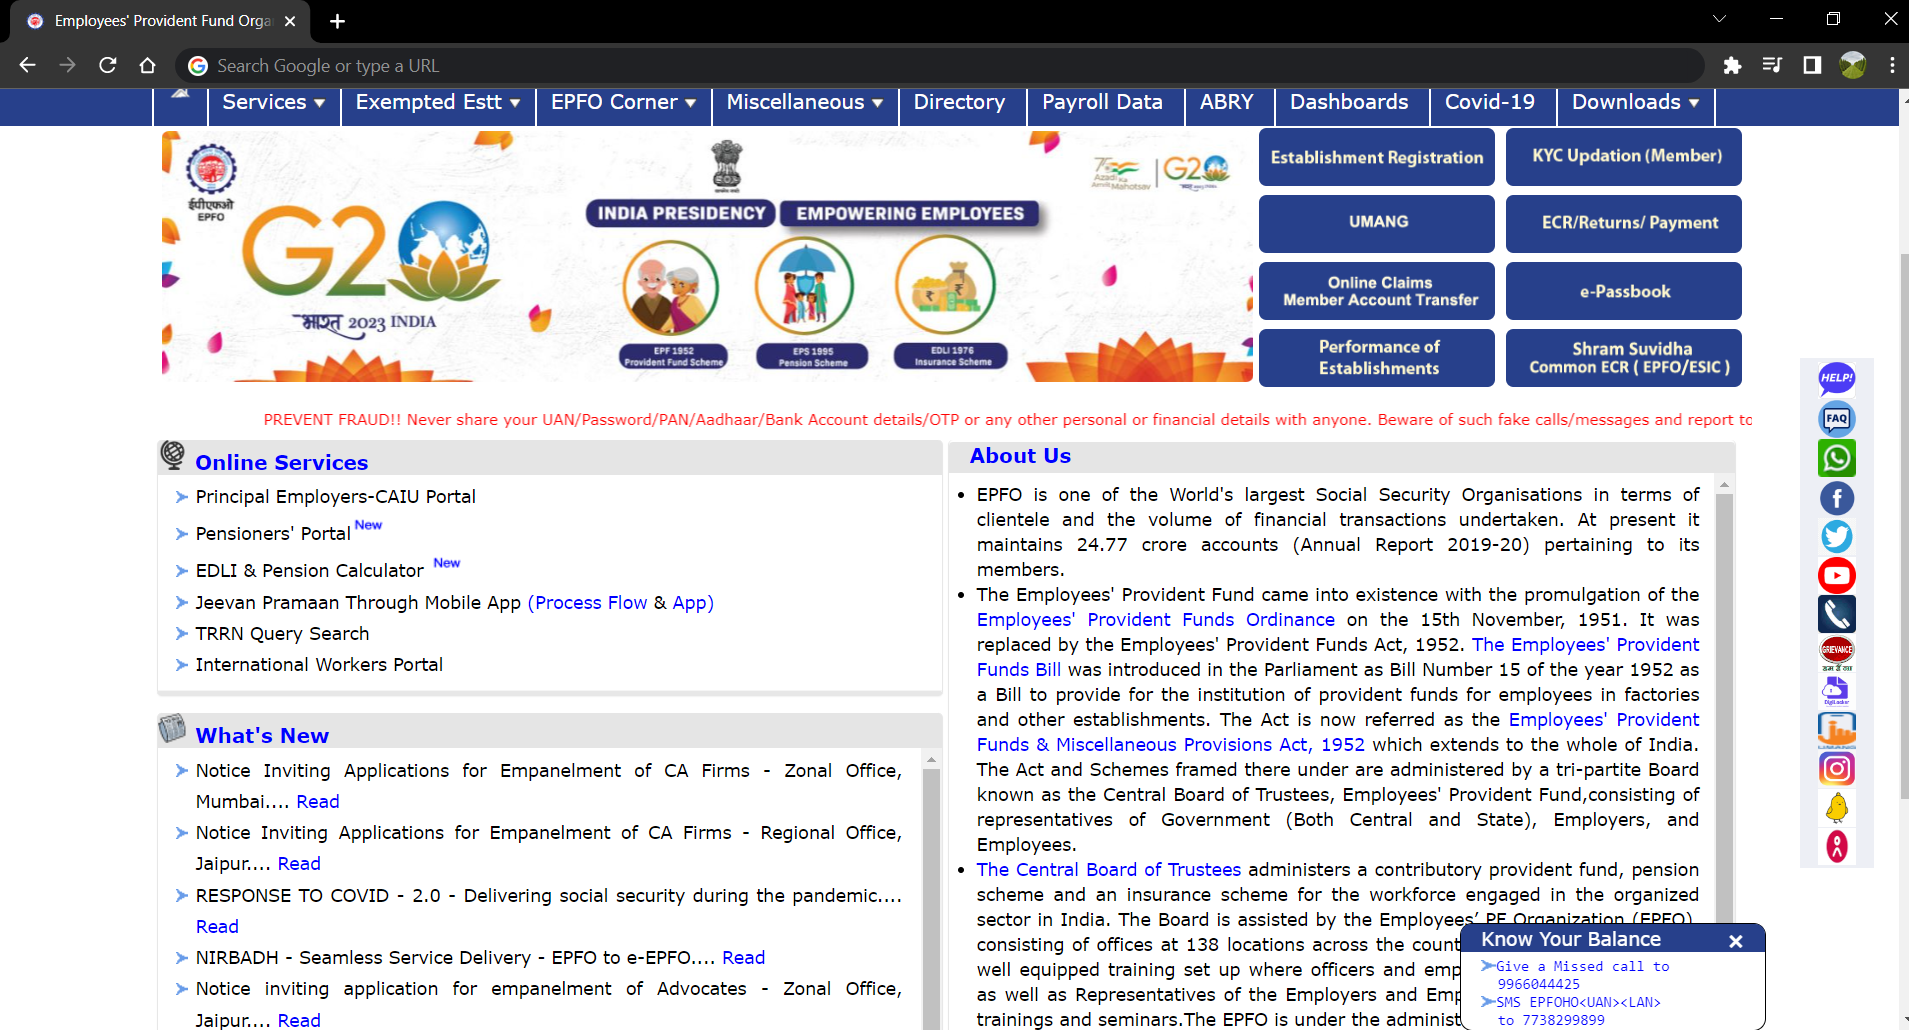 Employees' Provident Fund Orga
Search Google or type a URL
Services
Exempted Estt
EPFO Corner
Miscellaneous
Directory
Payroll Data
ABRY
Dashboards
Covid-19
Downloads
ईपीएफओ
EPFO
G20
भारत 2023 INDIA
INDIA PRESIDENCY
EMPOWERING EMPLOYEES
EPF 1952
Provident Fund Scheme
EPS 1995
Pension Scheme
EDLI 1976
Insurance Scheme
75
Azadi Ka
Amrit Mahotsav
G20
Establishment Registration
KYC Updation (Member)
UMANG
ECR/Returns/ Payment
Online Claims
Member Account Transfer
e-Passbook
Performance of
Establishments
Shram Suvidha
Common ECR ( EPFO/ESIC )
PREVENT FRAUD!! Never share your UAN/Password/PAN/Aadhaar/Bank Account details/OTP or any other personal or financial details with anyone. Beware of such fake calls/messages and report to
Online Services
Principal Employers-CAIU Portal
Pensioners' Portal New
EDLI & Pension Calculator New
Jeevan Pramaan Through Mobile App (Process Flow & App)
TRRN Query Search
International Workers Portal
What's New
Notice Inviting Applications for Empanelment of CA Firms - Zonal Office,
Mumbai.... Read
Notice Inviting Applications for Empanelment of CA Firms - Regional Office,
Jaipur.... Read
RESPONSE TO COVID - 2.0 - Delivering social security during the pandemic....
Read
NIRBADH - Seamless Service Delivery - EPFO to e-EPFO.... Read
Notice inviting application for empanelment of Advocates - Zonal Office,
Jaipur.... Read
About Us
EPFO is one of the World's largest Social Security Organisations in terms of
clientele and the volume of financial transactions undertaken. At present it
maintains 24.77 crore accounts (Annual Report 2019-20) pertaining to its
members.
The Employees' Provident Fund came into existence with the promulgation of the
Employees' Provident Funds Ordinance on the 15th November, 1951. It was
replaced by the Employees' Provident Funds Act, 1952. The Employees' Provident
Funds Bill was introduced in the Parliament as Bill Number 15 of the year 1952 as
a Bill to provide for the institution of provident funds for employees in factories
and other establishments. The Act is now referred as the Employees' Provident
Funds & Miscellaneous Provisions Act, 1952 which extends to the whole of India.
The Act and Schemes framed there under are administered by a tri-partite Board
known as the Central Board of Trustees, Employees' Provident Fund,consisting of
representatives of Government (Both Central and State), Employers, and
Employees.
The Central Board of Trustees administers a contributory provident fund, pension
scheme and an insurance scheme for the workforce engaged in the organized
sector in India. The Board is assisted by the Employees’ PF Organization (EPFO),
consisting of offices at 138 locations across the count
well equipped training set up where officers and emp
as well as Representatives of the Employers and Emp
trainings and seminars.The EPFO is under the administ
HELP!
FAQ
GRIEVANCE
DigiLocker
UMANG
Know Your Balance
Give a Missed call to
9966044425
SMS EPFOHO<UAN><LAN>
to 7738299899